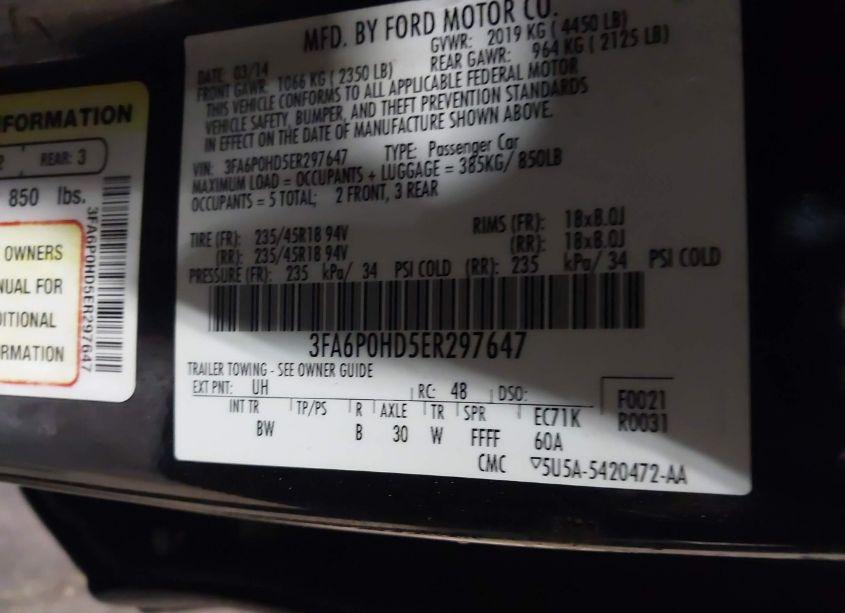 MFD. BY FORD MOTOR CO.
DATE: 03/14 GVWR: 2019 KG ( 4450 LB)
FRONT GAWR: 1066 KG ( 2350 LB) REAR GAWR: 964 KG ( 2125 LB)
THIS VEHICLE CONFORMS TO ALL APPLICABLE FEDERAL MOTOR
VEHICLE SAFETY, BUMPER, AND THEFT PREVENTION STANDARDS
IN EFFECT ON THE DATE OF MANUFACTURE SHOWN ABOVE.
VIN: 3FA6P0HD5ER297647 TYPE: Passenger Car
MAXIMUM LOAD = OCCUPANTS + LUGGAGE = 385KG/ 850LB
OCCUPANTS = 5 TOTAL; 2 FRONT, 3 REAR
TIRE (FR): 235/45R18 94V RIMS (FR): 18x8.0J
(RR): 235/45R18 94V (RR): 18x8.0J
PRESSURE (FR): 235 kPa/ 34 PSI COLD (RR): 235 kPa/ 34 PSI COLD
3FA6P0HD5ER297647
TRAILER TOWING - SEE OWNER GUIDE
EXT PNT: UH RC: 48 DSO: F0021
INT TR TP/PS R AXLE TR SPR EC71K R0031
BW B 30 W FFFF 60A
CMC ▽5U5A-5420472-AA
REAR: 3
850 lbs.
OWNERS
3FA6P0HD5ER297647